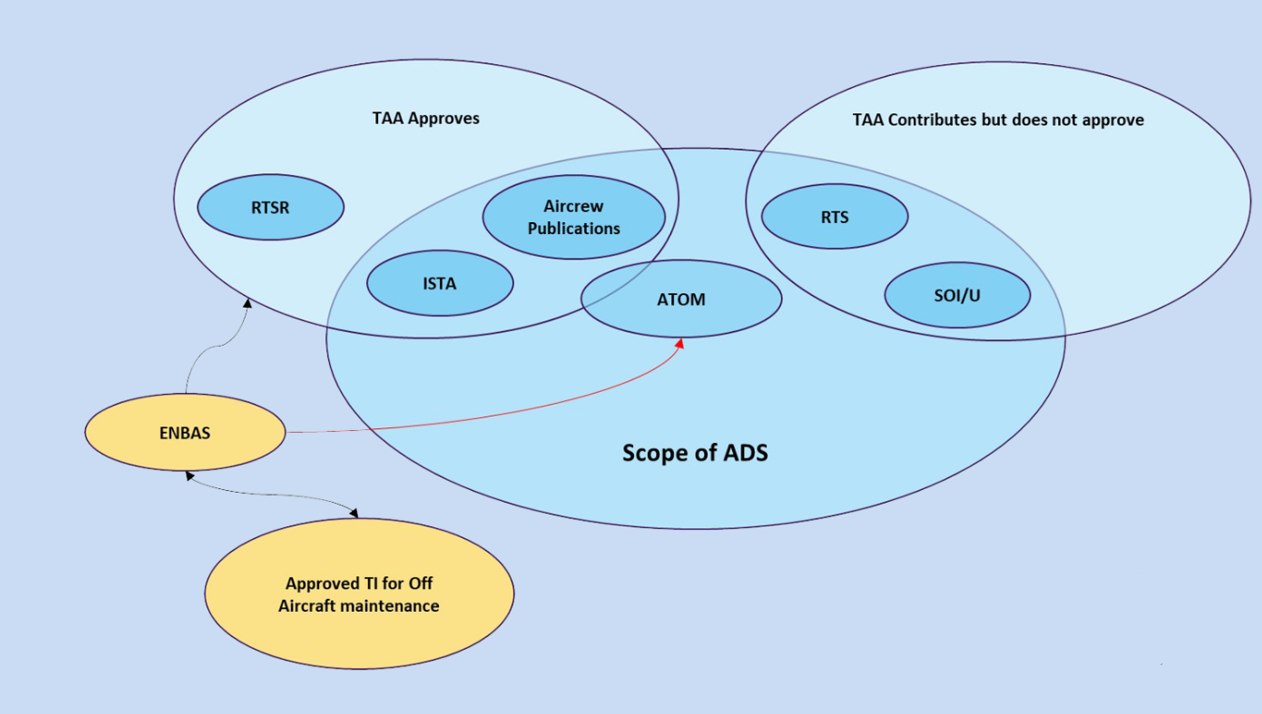 TAA Approves
TAA Contributes but does not approve
RTSR
Aircrew
Publications
RTS
ISTA
ATOM
SOI/U
ENBAS
Scope of ADS
Approved TI for Off
Aircraft maintenance